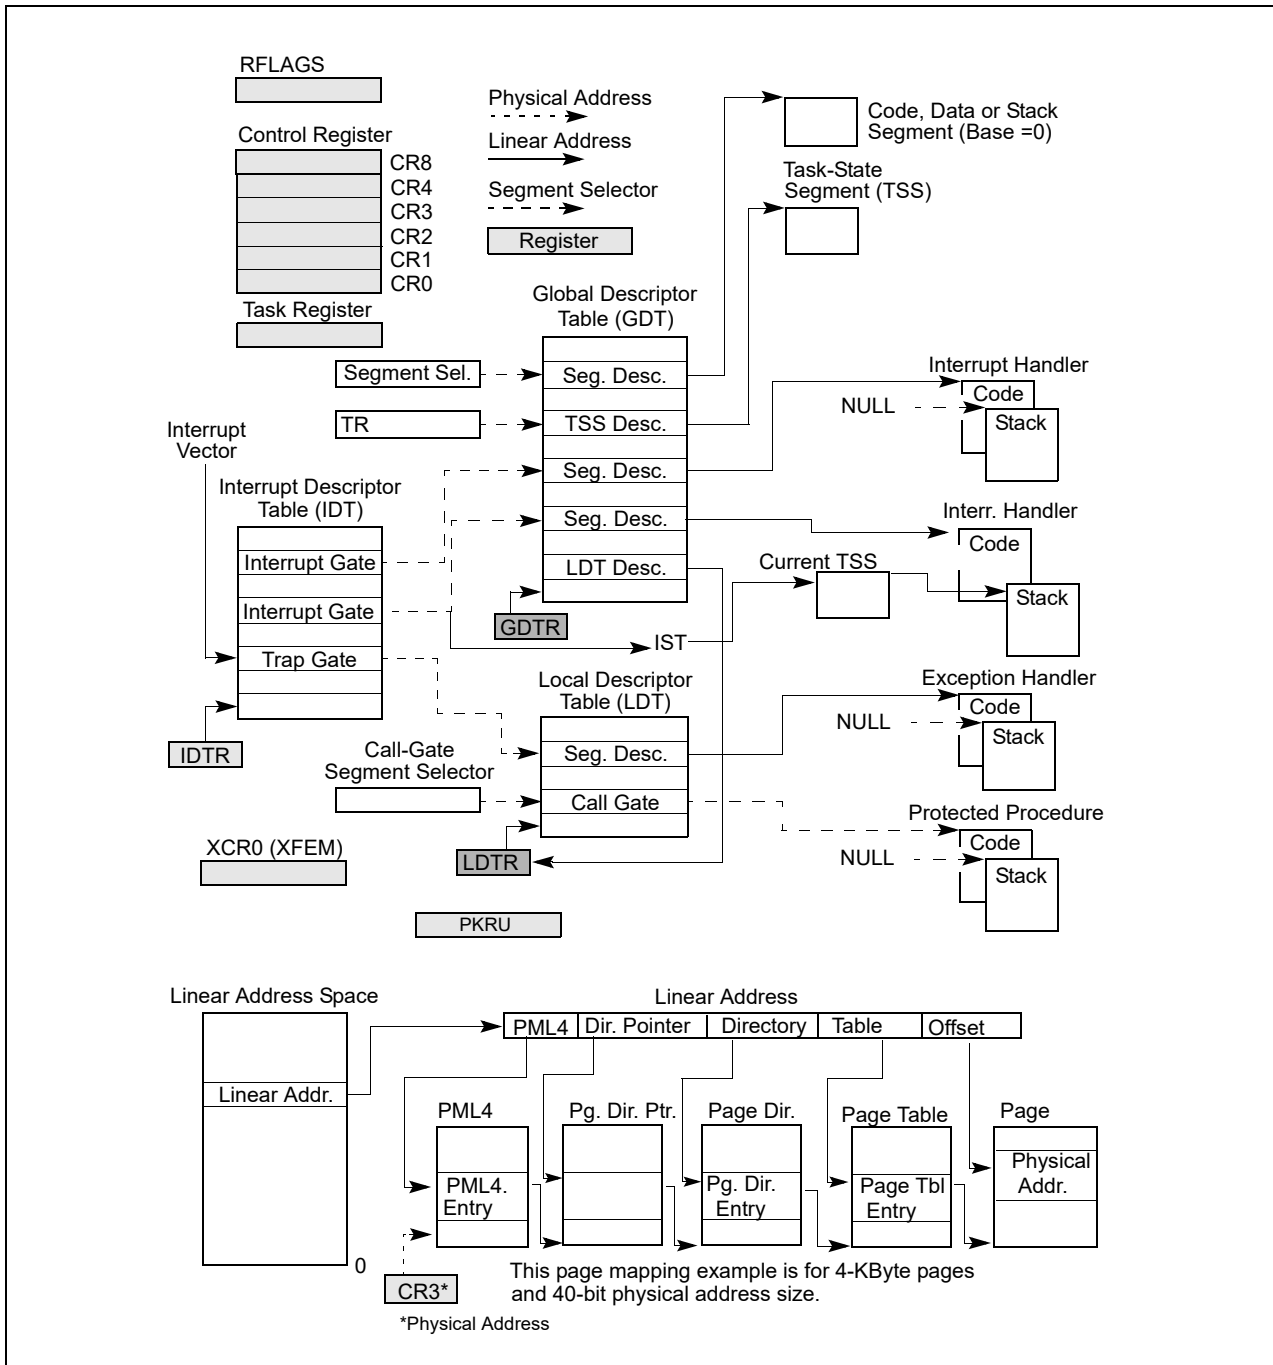 RFLAGS
Physical Address
Linear Address
Segment Selector
Register
Control Register
CR8
CR4
CR3
CR2
CR1
CR0
Task Register
Code, Data or Stack
Segment (Base =0)
Task-State
Segment (TSS)
Global Descriptor
Table (GDT)
Segment Sel.
Seg. Desc.
TR
TSS Desc.
Seg. Desc.
Seg. Desc.
LDT Desc.
GDTR
Interrupt
Vector
Interrupt Descriptor
Table (IDT)
Interrupt Gate
Interrupt Gate
Trap Gate
IDTR
Interrupt Handler
Code
NULL
Stack
Interr. Handler
Code
Current TSS
Stack
IST
Local Descriptor
Table (LDT)
Seg. Desc.
Call Gate
Call-Gate
Segment Selector
LDTR
Exception Handler
Code
NULL
Stack
Protected Procedure
Code
NULL
Stack
XCR0 (XFEM)
PKRU
Linear Address Space
Linear Addr.
0
Linear Address
PML4
Dir. Pointer
Directory
Table
Offset
PML4
Pg. Dir. Ptr.
Page Dir.
Page Table
Page
PML4.
Entry
Pg. Dir.
Entry
Page Tbl
Entry
Physical
Addr.
CR3*
*Physical Address
This page mapping example is for 4-KByte pages
and 40-bit physical address size.